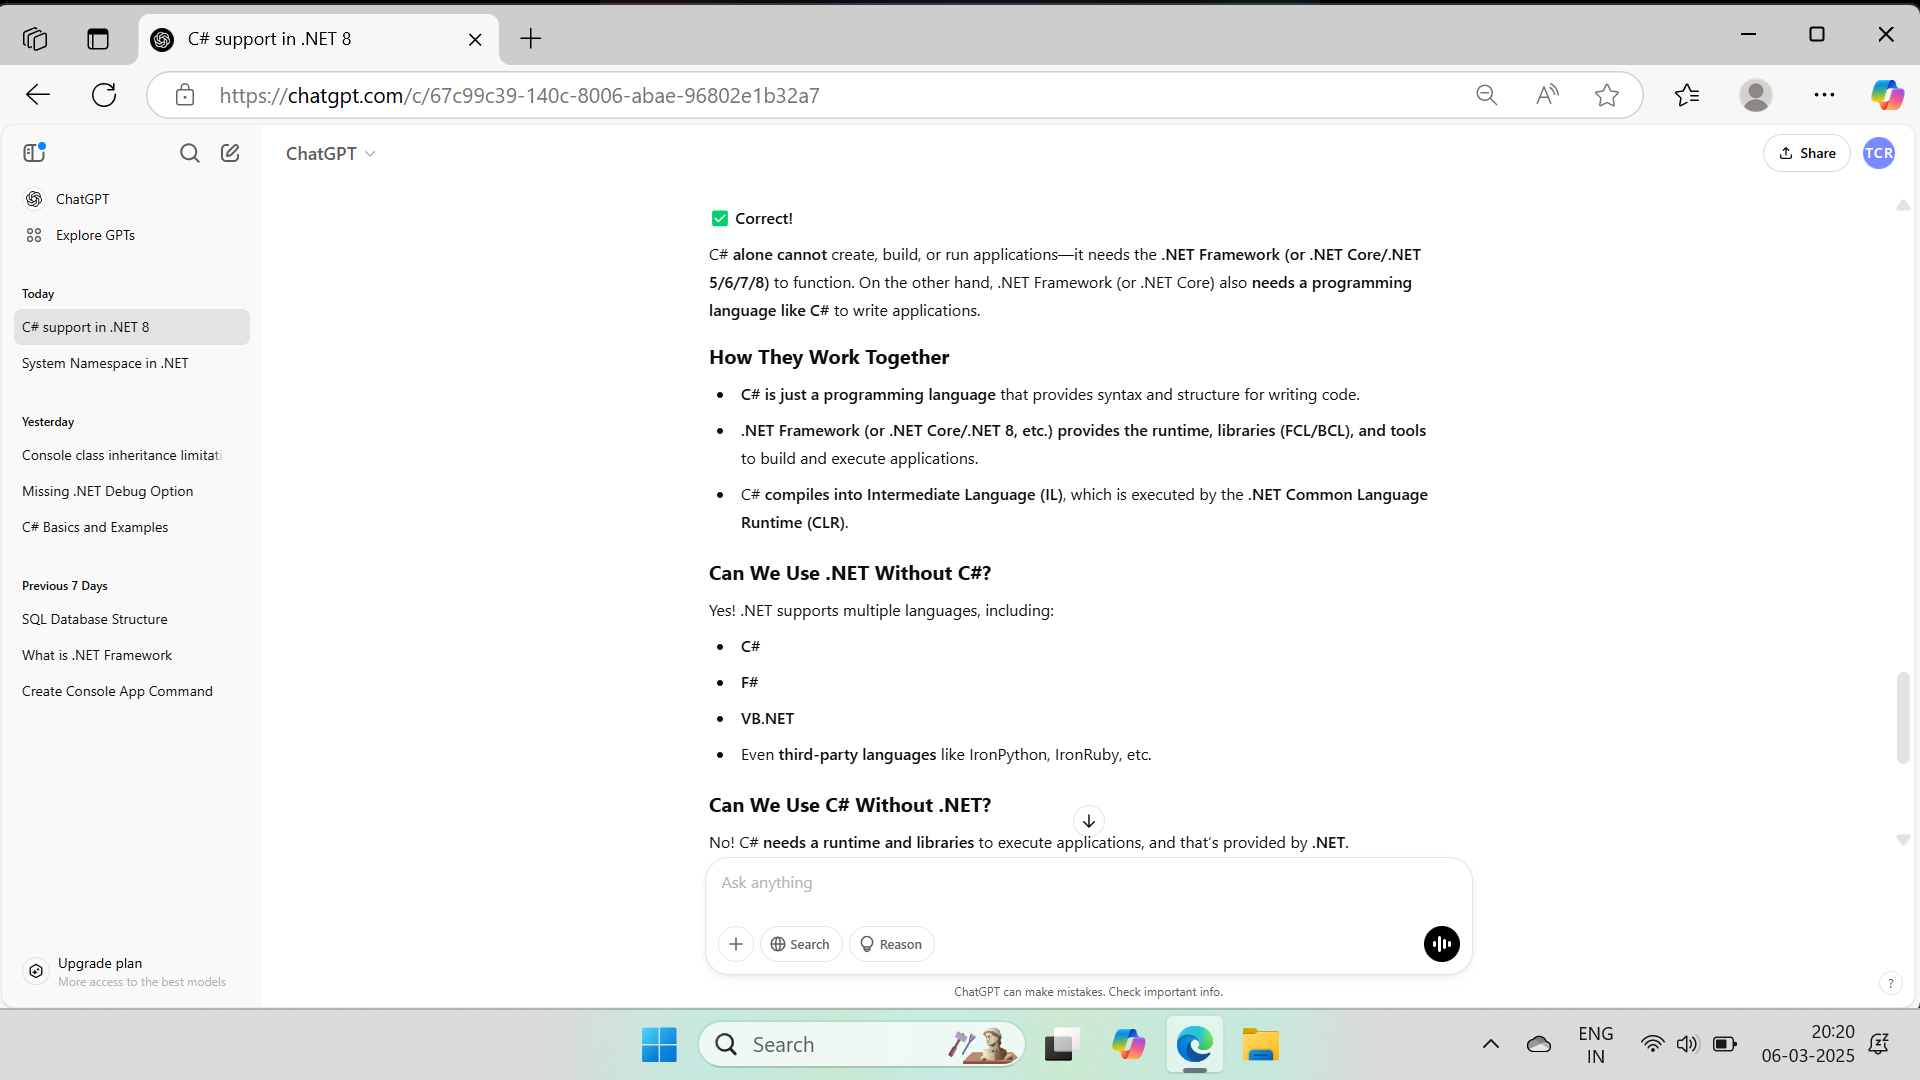 C# support in .NET 8
https://chatgpt.com/c/67c99c39-140c-8006-abae-96802e1b32a7
ChatGPT
Share
TCR
ChatGPT
Explore GPTs
Today
C# support in .NET 8
System Namespace in .NET
Yesterday
Console class inheritance limitati
Missing .NET Debug Option
C# Basics and Examples
Previous 7 Days
SQL Database Structure
What is .NET Framework
Create Console App Command
Upgrade plan
More access to the best models
✅ Correct!
C# alone cannot create, build, or run applications—it needs the .NET Framework (or .NET Core/.NET
5/6/7/8) to function. On the other hand, .NET Framework (or .NET Core) also needs a programming
language like C# to write applications.
How They Work Together
• C# is just a programming language that provides syntax and structure for writing code.
• .NET Framework (or .NET Core/.NET 8, etc.) provides the runtime, libraries (FCL/BCL), and tools
to build and execute applications.
• C# compiles into Intermediate Language (IL), which is executed by the .NET Common Language
Runtime (CLR).
Can We Use .NET Without C#?
Yes! .NET supports multiple languages, including:
• C#
• F#
• VB.NET
• Even third-party languages like IronPython, IronRuby, etc.
Can We Use C# Without .NET?
No! C# needs a runtime and libraries to execute applications, and that's provided by .NET.
Ask anything
Search
Reason
ChatGPT can make mistakes. Check important info.
?
Search
ENG
IN
20:20
06-03-2025